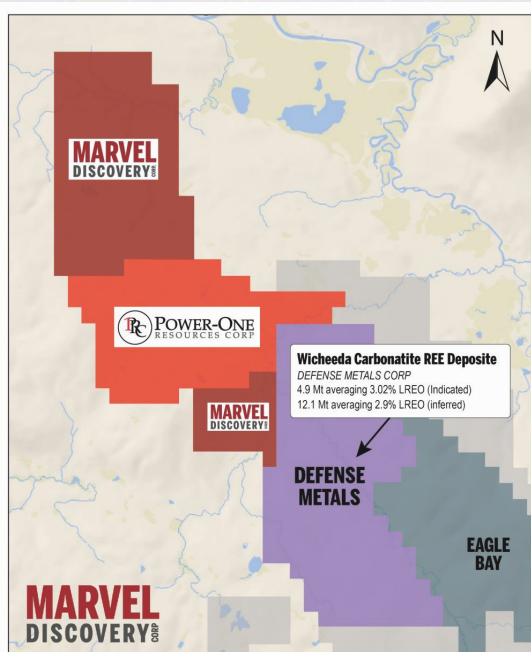 N
MARVEL
DISCOVERY CORP
PRC POWER-ONE
RESOURCES CORP
Wicheeda Carbonatite REE Deposit
DEFENSE METALS CORP
4.9 Mt averaging 3.02% LREO (Indicated)
12.1 Mt averaging 2.9% LREO (inferred)
MARVEL
DISCOVERY CORP
DEFENSE
METALS
EAGLE
BAY
MARVEL
DISCOVERY CORP